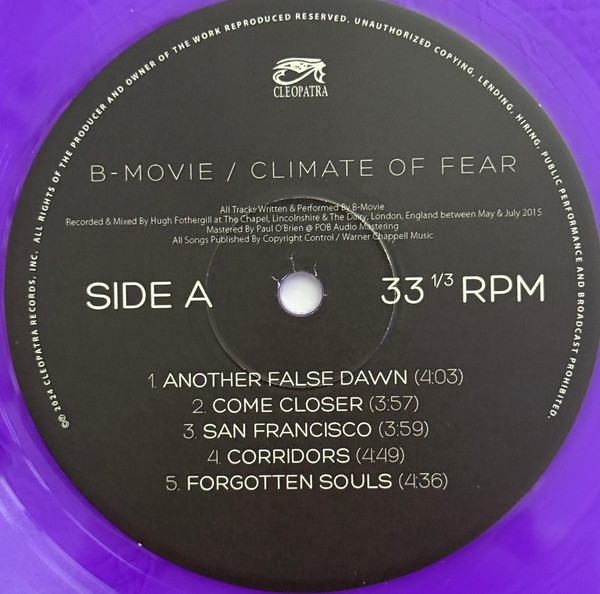 CLEOPATRA
B-MOVIE / CLIMATE OF FEAR
All Tracks Written & Performed By B-Movie
Recorded & Mixed By Hugh Fothergill at The Chapel, Lincolnshire & The Dairy, London, England between May & July 2015
Mastered By Paul O'Brien @ POB Audio Mastering
All Songs Published By Copyright Control / Warner Chappell Music
SIDE A
33 1/3 RPM
1. ANOTHER FALSE DAWN (4:03)
2. COME CLOSER (3:57)
3. SAN FRANCISCO (3:59)
4. CORRIDORS (4:49)
5. FORGOTTEN SOULS (4:36)
©℗ 2024 CLEOPATRA RECORDS, INC. ALL RIGHTS OF THE PRODUCER AND OWNER OF THE WORK REPRODUCED RESERVED. UNAUTHORIZED COPYING, LENDING, HIRING, PUBLIC PERFORMANCE AND BROADCAST PROHIBITED.